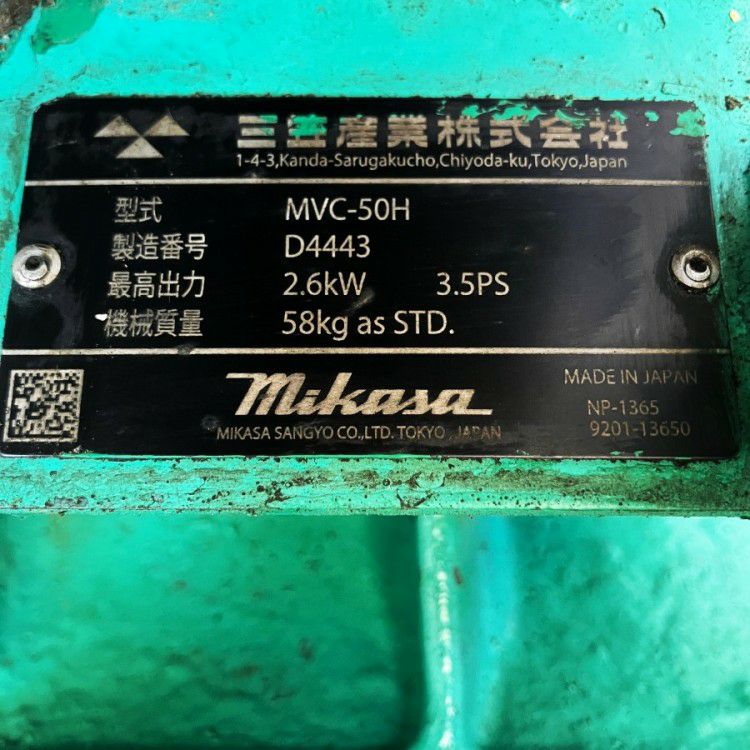 三笠産業株式会社
1-4-3,Kanda-Sarugakucho,Chiyoda-ku,Tokyo,Japan
型式 MVC-50H
製造番号 D4443
最高出力 2.6kW 3.5PS
機械質量 58kg as STD.
mikasa
MADE IN JAPAN
MIKASA SANGYO CO.,LTD. TOKYO JAPAN
NP-1365
9201-13650